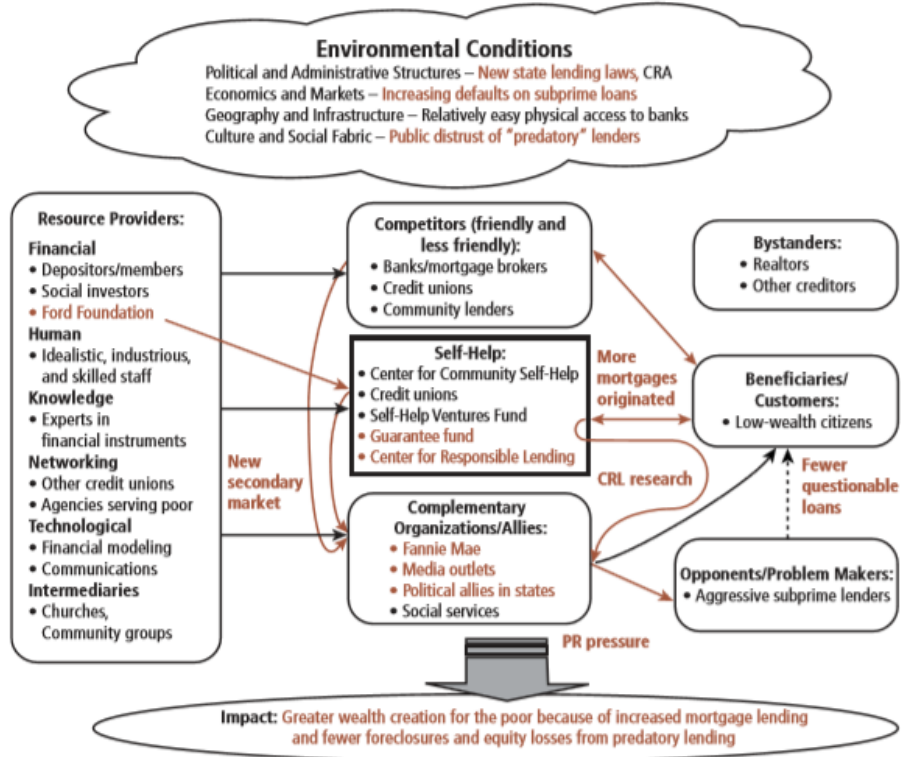 Environmental Conditions
Political and Administrative Structures – New state lending laws, CRA
Economics and Markets – Increasing defaults on subprime loans
Geography and Infrastructure – Relatively easy physical access to banks
Culture and Social Fabric – Public distrust of “predatory” lenders
Resource Providers:
Financial
• Depositors/members
• Social investors
• Ford Foundation
Human
• Idealistic, industrious,
and skilled staff
Knowledge
• Experts in
financial instruments
Networking
• Other credit unions
• Agencies serving poor
Technological
• Financial modeling
• Communications
Intermediaries
• Churches,
Community groups
New
secondary
market
Competitors (friendly and
less friendly):
• Banks/mortgage brokers
• Credit unions
• Community lenders
Self-Help:
• Center for Community Self-Help
• Credit unions
• Self-Help Ventures Fund
• Guarantee fund
• Center for Responsible Lending
Complementary
Organizations/Allies:
• Fannie Mae
• Media outlets
• Political allies in states
• Social services
More
mortgages
originated
CRL research
PR pressure
Bystanders:
• Realtors
• Other creditors
Beneficiaries/
Customers:
• Low-wealth citizens
Fewer
questionable
loans
Opponents/Problem Makers:
• Aggressive subprime lenders
Impact: Greater wealth creation for the poor because of increased mortgage lending
and fewer foreclosures and equity losses from predatory lending